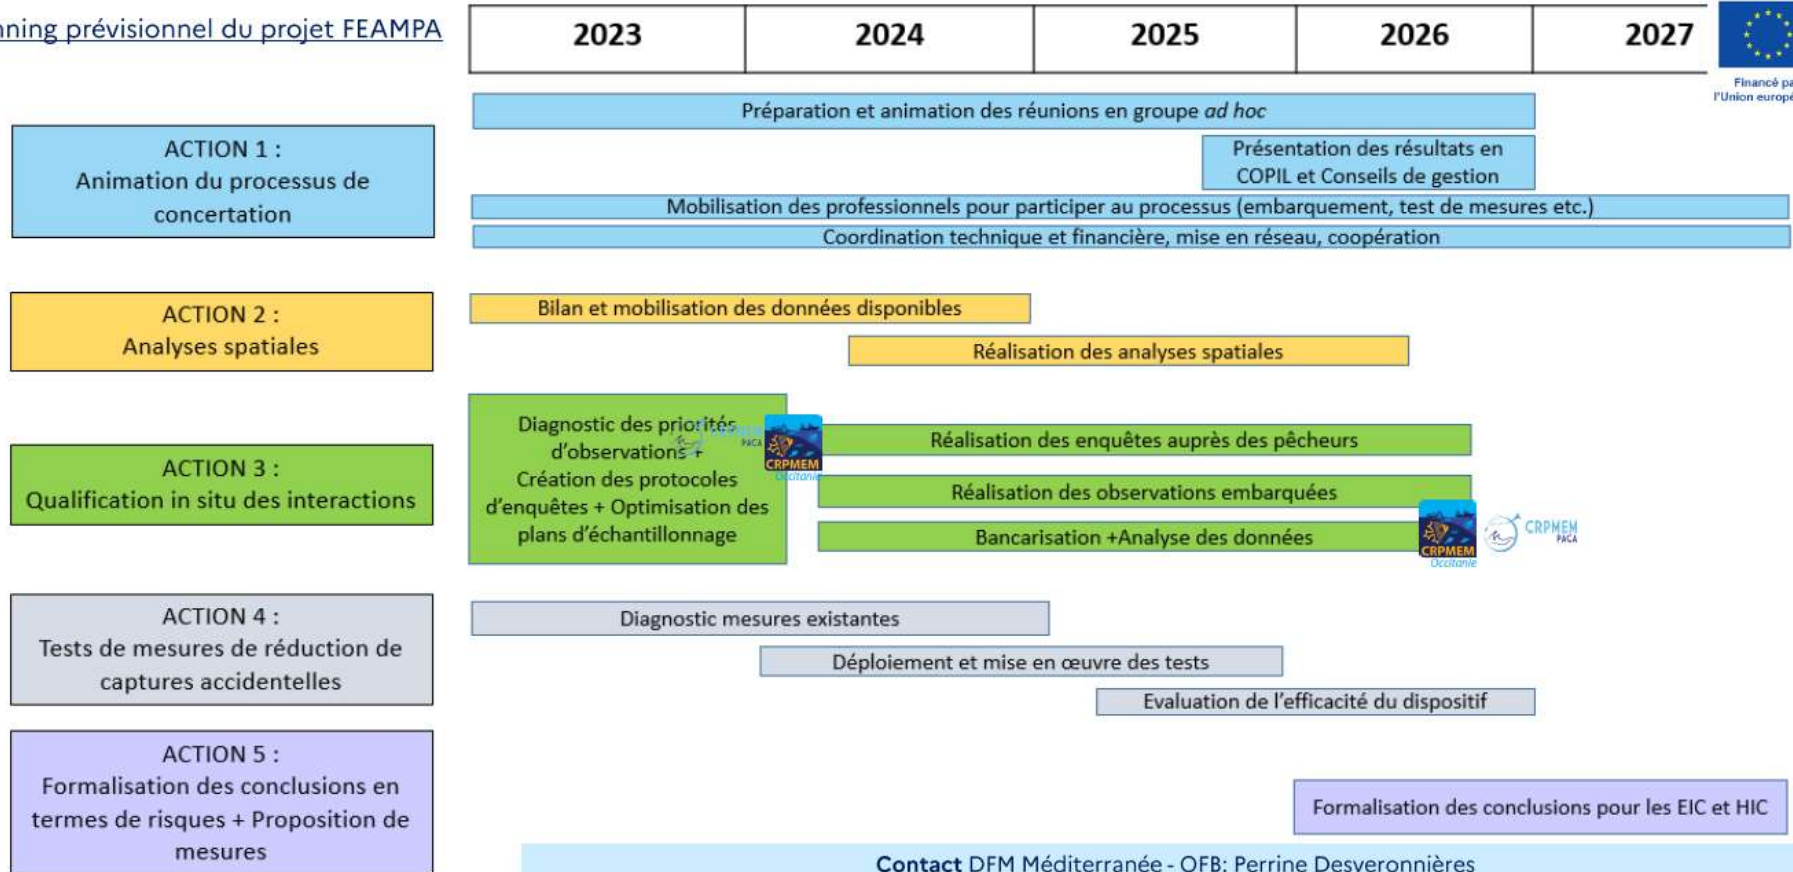 nning prévisionnel du projet FEAMPA
2023 2024 2025 2026 2027
Financé pa
l'Union europé
ACTION 1 :
Animation du processus de
concertation
Préparation et animation des réunions en groupe ad hoc
Présentation des résultats en
COPIL et Conseils de gestion
Mobilisation des professionnels pour participer au processus (embarquement, test de mesures etc.)
Coordination technique et financière, mise en réseau, coopération
ACTION 2 :
Analyses spatiales
Bilan et mobilisation des données disponibles
Réalisation des analyses spatiales
ACTION 3 :
Qualification in situ des interactions
Diagnostic des priorités
d'observations +
Création des protocoles
d'enquêtes + Optimisation des
plans d'échantillonnage
PACA
CRPMEM
Occitanie
Réalisation des enquêtes auprès des pêcheurs
Réalisation des observations embarquées
Bancarisation +Analyse des données
CRPMEM
Occitanie
CRPMEM
PACA
ACTION 4 :
Tests de mesures de réduction de
captures accidentelles
Diagnostic mesures existantes
Déploiement et mise en œuvre des tests
Evaluation de l'efficacité du dispositif
ACTION 5 :
Formalisation des conclusions en
termes de risques + Proposition de
mesures
Formalisation des conclusions pour les EIC et HIC
Contact DFM Méditerranée - OFB: Perrine Desveronnières